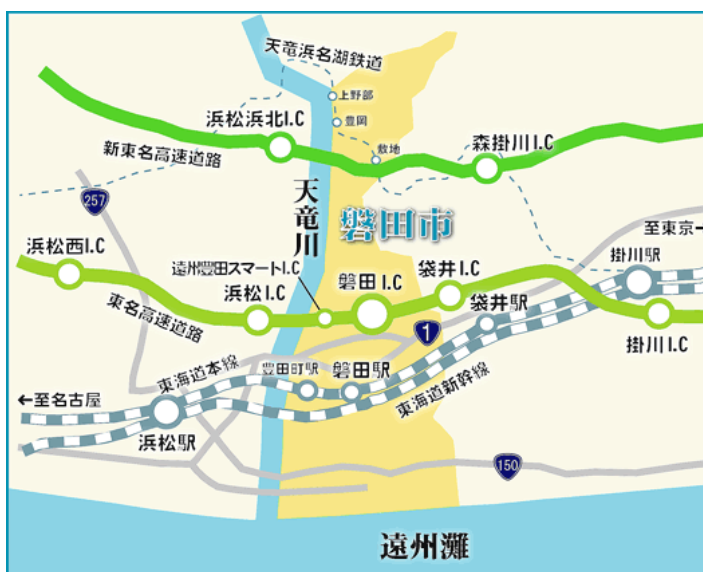 天竜浜名湖鉄道
上野部
豊岡
敷地
浜松浜北I.C
森掛川I.C
新東名高速道路
257
天竜川
磐田市
至東京→
掛川駅
浜松西I.C
遠州豊田スマートI.C
磐田I.C
袋井I.C
浜松I.C
袋井駅
東名高速道路
1
掛川I.C
東海道本線
豊田町駅
磐田駅
東海道新幹線
←至名古屋
浜松駅
150
遠州灘